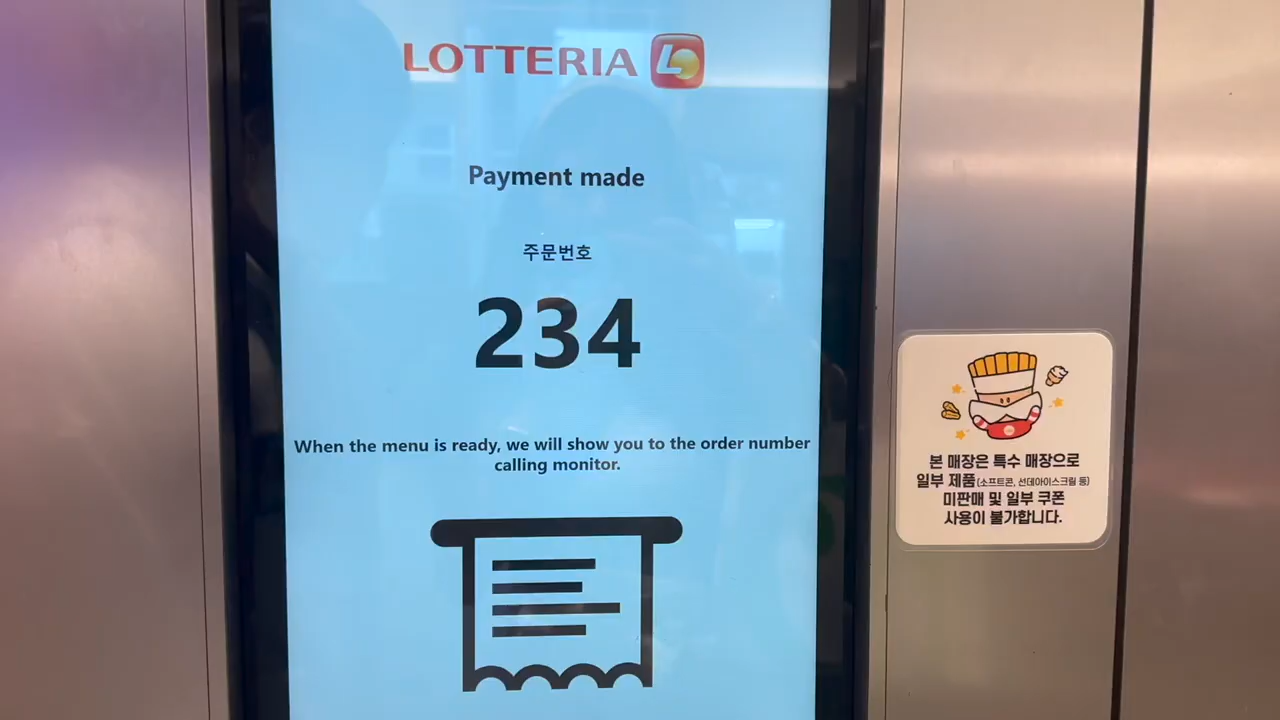 LOTTERIA
Payment made
주문번호
234
When the menu is ready, we will show you to the order number
calling monitor.
본 매장은 특수 매장으로
일부 제품(소프트콘, 선데아이스크림 등)
미판매 및 일부 쿠폰
사용이 불가합니다.